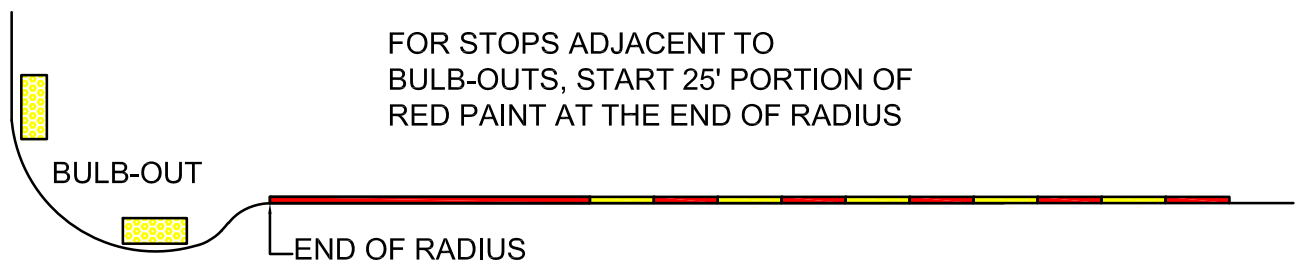 FOR STOPS ADJACENT TO
BULB-OUTS, START 25' PORTION OF
RED PAINT AT THE END OF RADIUS
BULB-OUT
END OF RADIUS